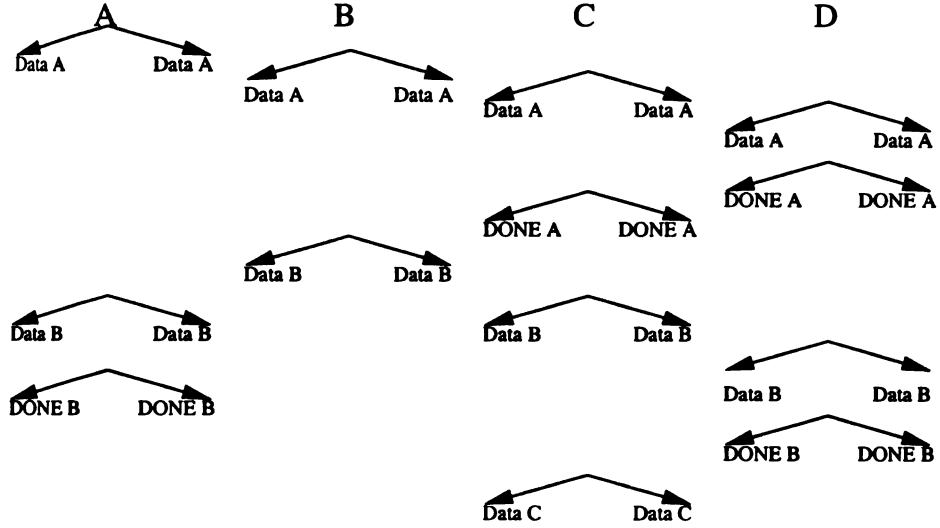 A B C D
Data A Data A
Data A Data A
Data A Data A
Data A Data A
DONE A DONE A
DONE A DONE A
Data B Data B
Data B Data B
Data B Data B
Data B Data B
DONE B DONE B
DONE B DONE B
Data C Data C